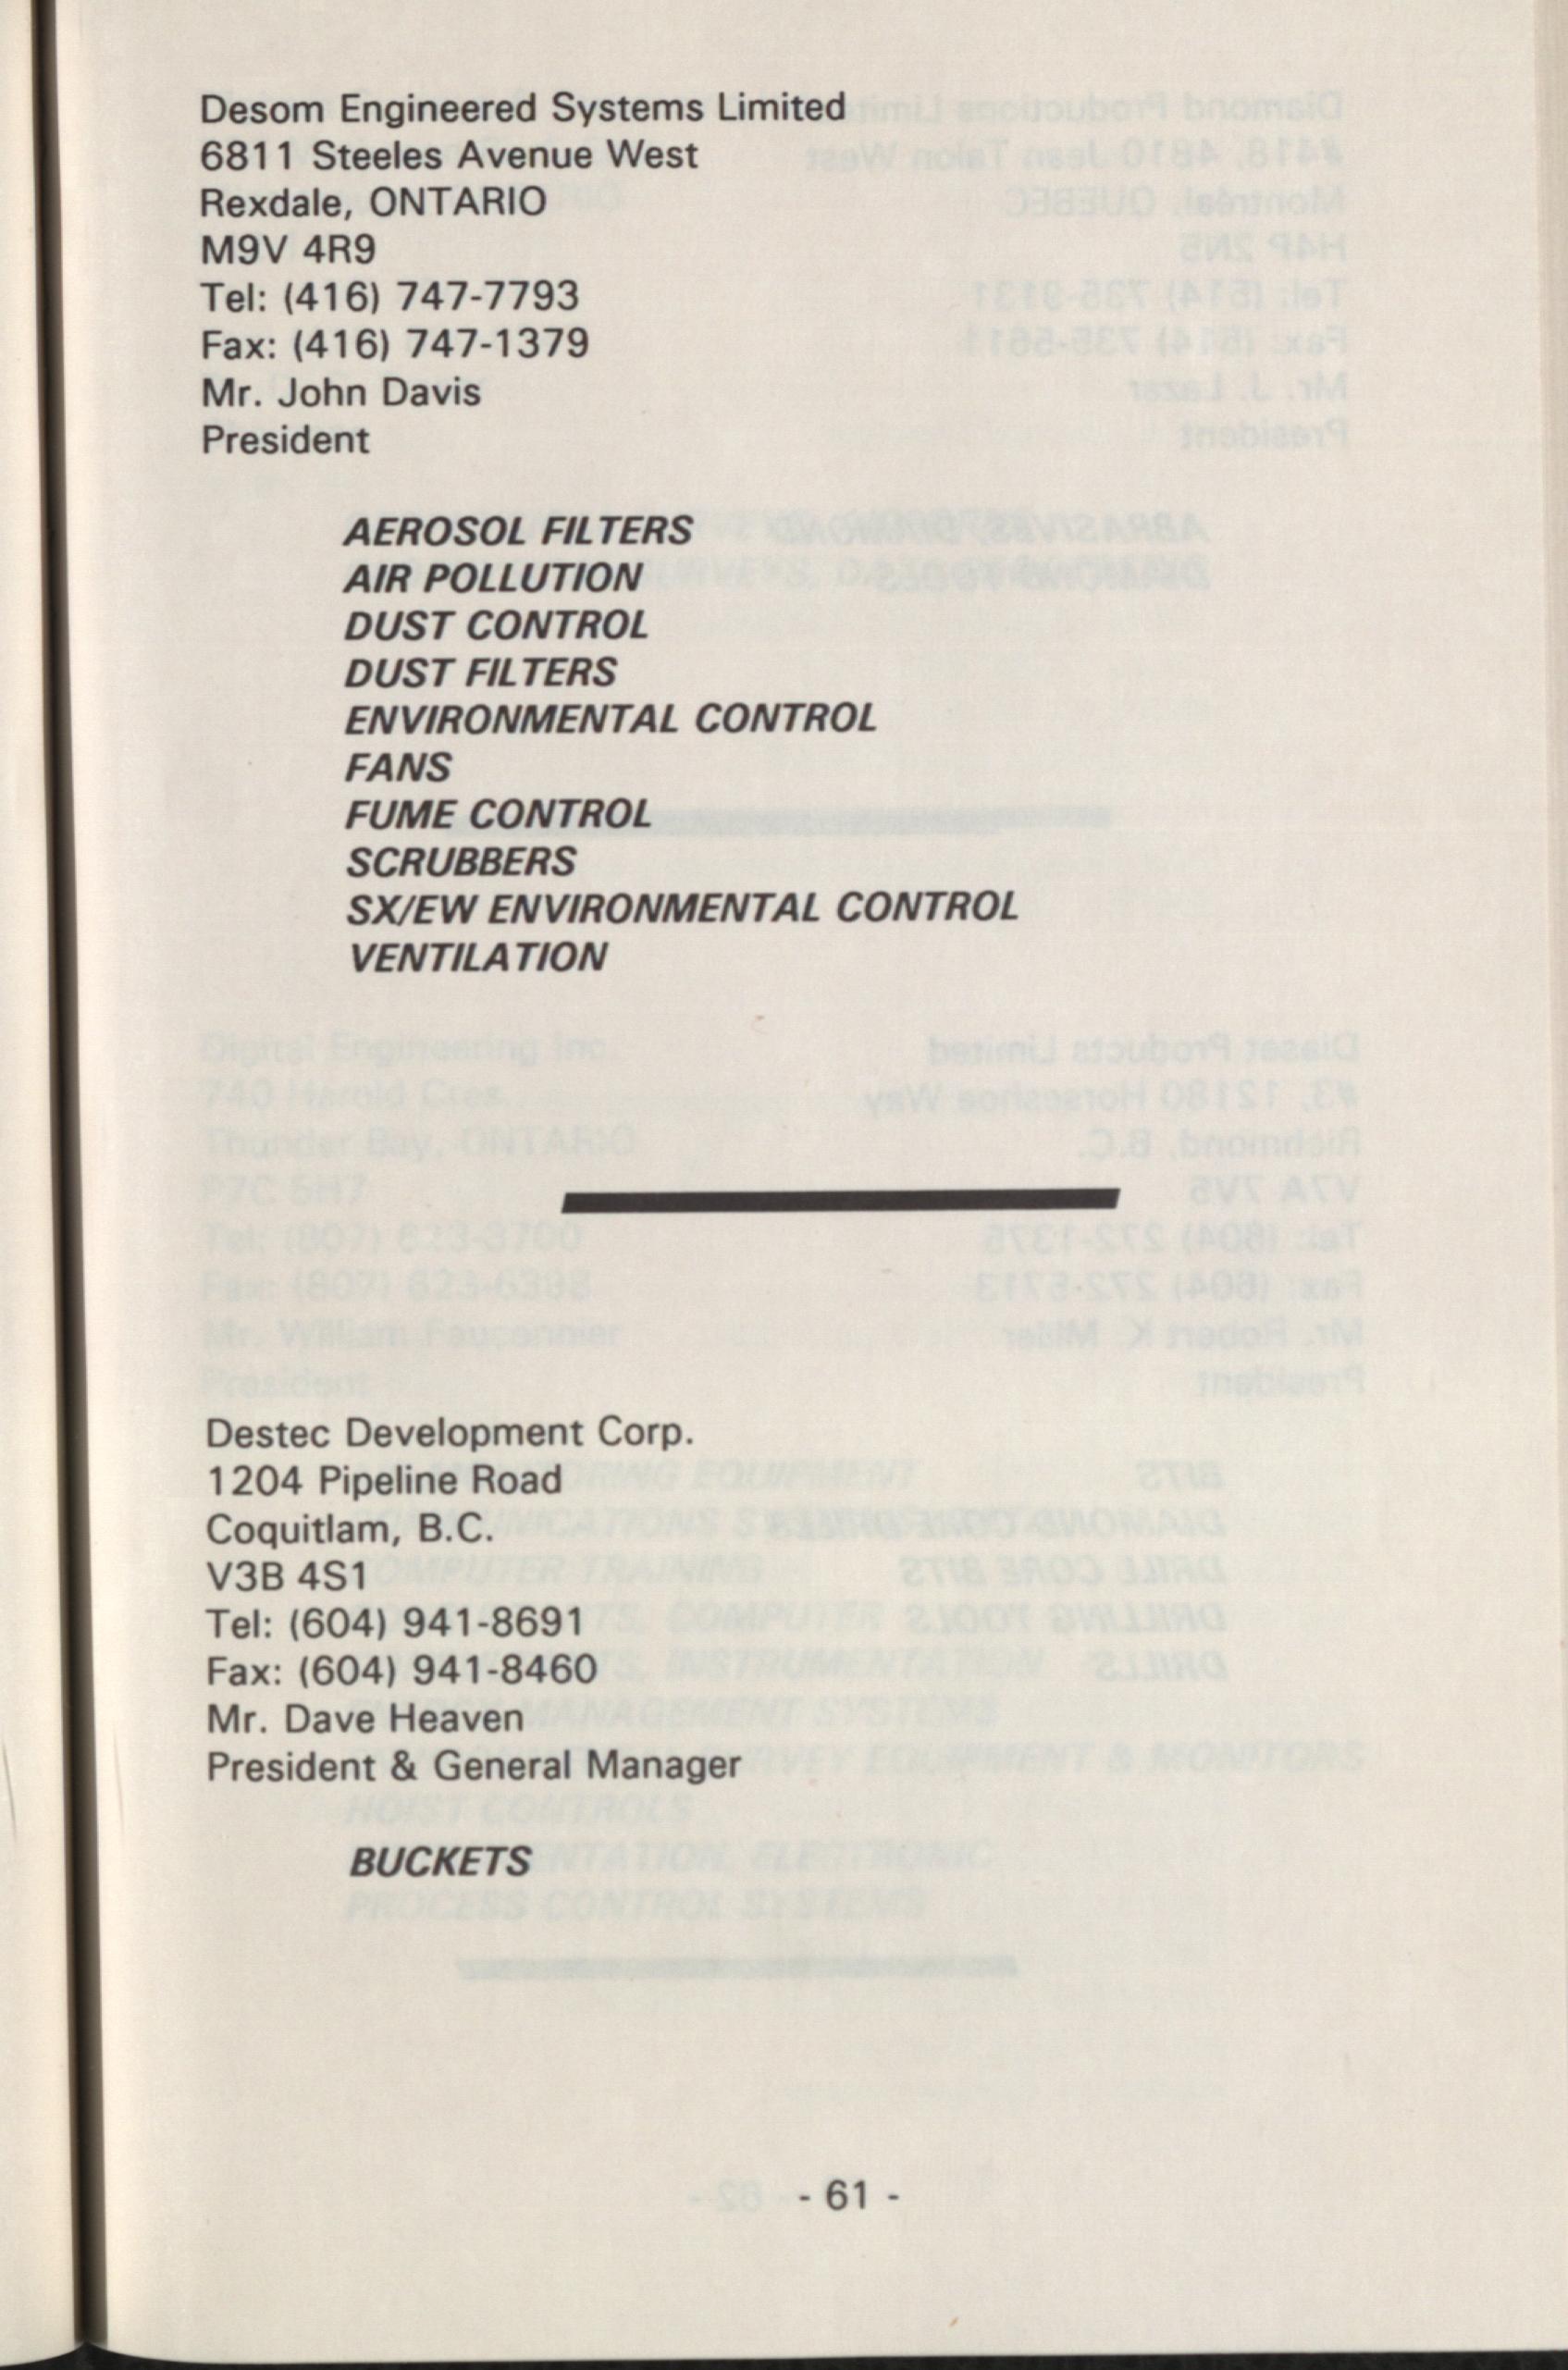 Desom Engineered Systems Limited
6811 Steeles Avenue West
Rexdale, ONTARIO
M9V 4R9
Tel: (416) 747-7793
Fax: (416) 747-1379
Mr. John Davis
President
AEROSOL FILTERS
AIR POLLUTION
DUST CONTROL
DUST FILTERS
ENVIRONMENTAL CONTROL
FANS
FUME CONTROL
SCRUBBERS
SX/EW ENVIRONMENTAL CONTROL
VENTILATION
Destec Development Corp.
1204 Pipeline Road
Coquitlam, B.C.
V3B 4S1
Tel: (604) 941-8691
Fax: (604) 941-8460
Mr. Dave Heaven
President & General Manager
BUCKETS
- 61 -